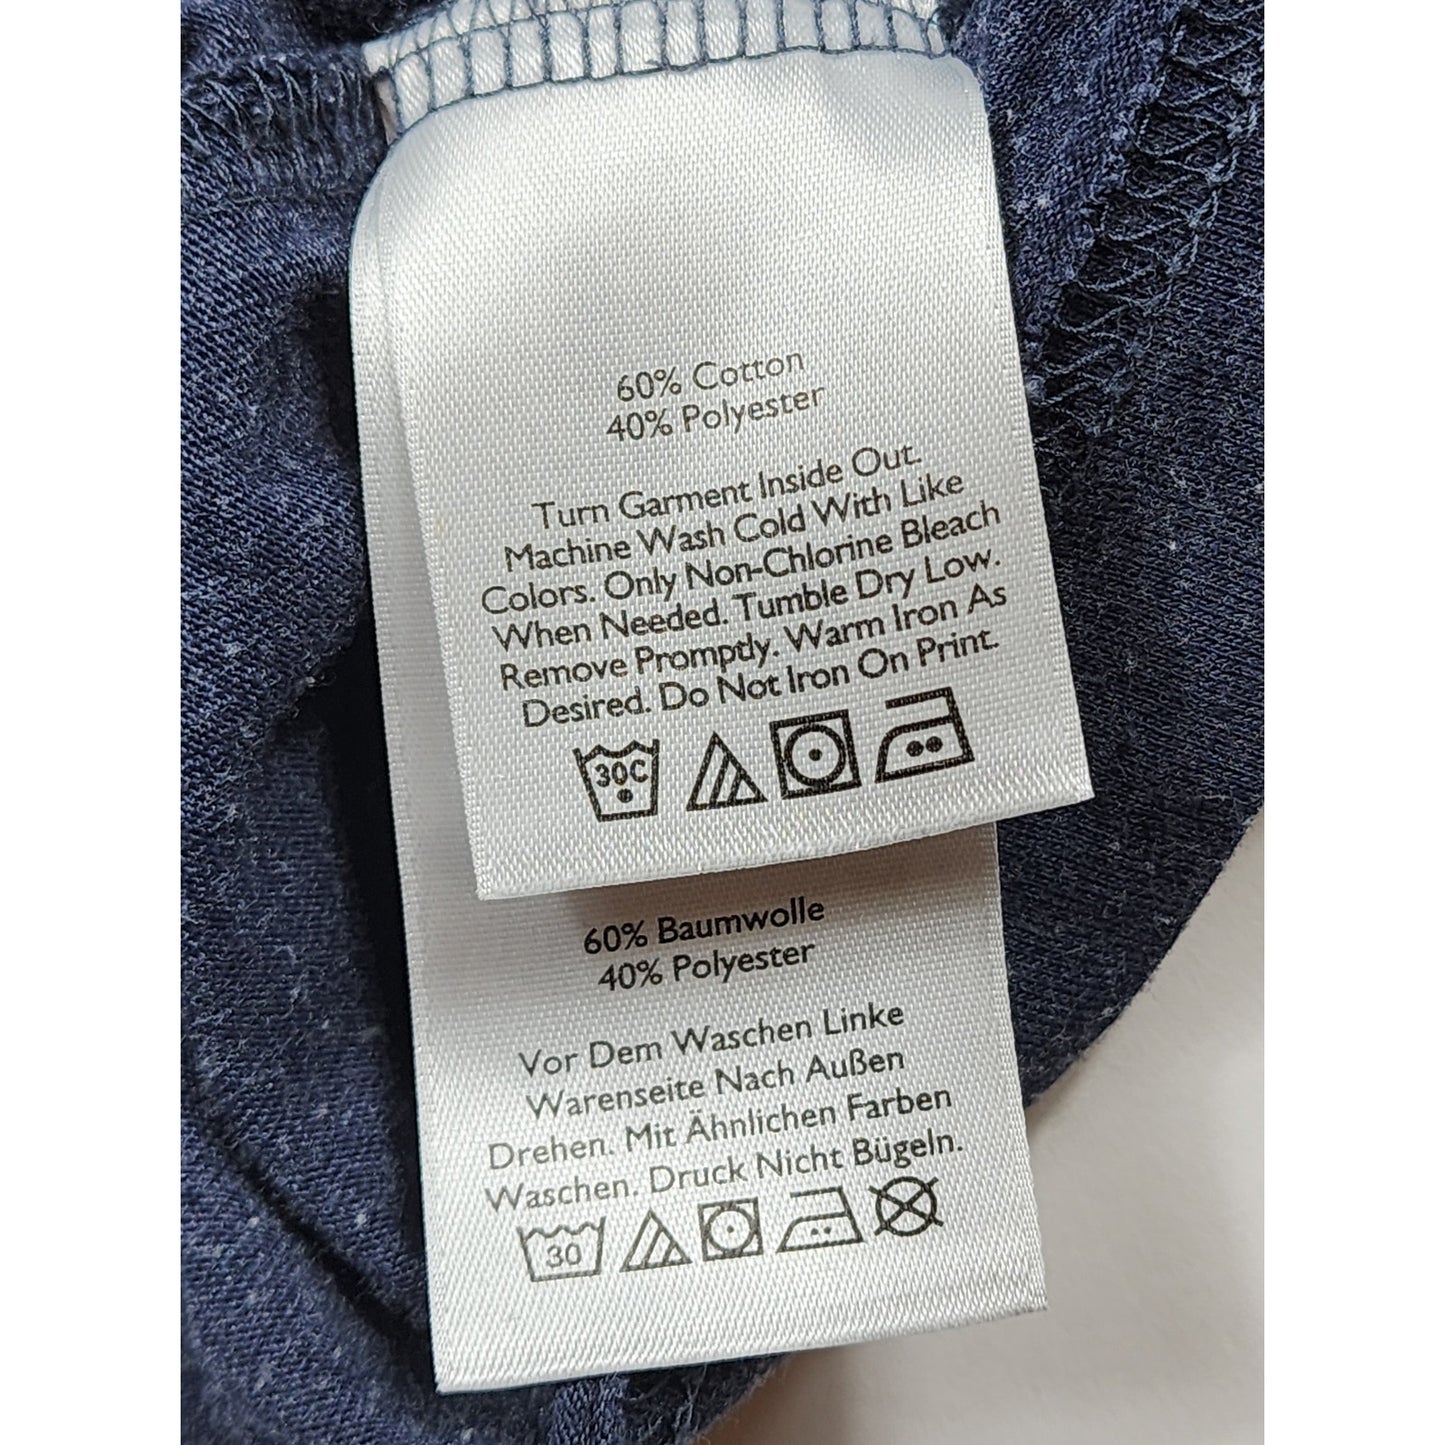 60% Cotton
40% Polyester
Turn Garment Inside Out.
Machine Wash Cold With Like
Colors. Only Non-Chlorine Bleach
When Needed. Tumble Dry Low.
Remove Promptly. Warm Iron As
Desired. Do Not Iron On Print.
30C
60% Baumwolle
40% Polyester
Vor Dem Waschen Linke
Warenseite Nach Außen
Drehen. Mit Ähnlichen Farben
Waschen. Druck Nicht Bügeln.
30